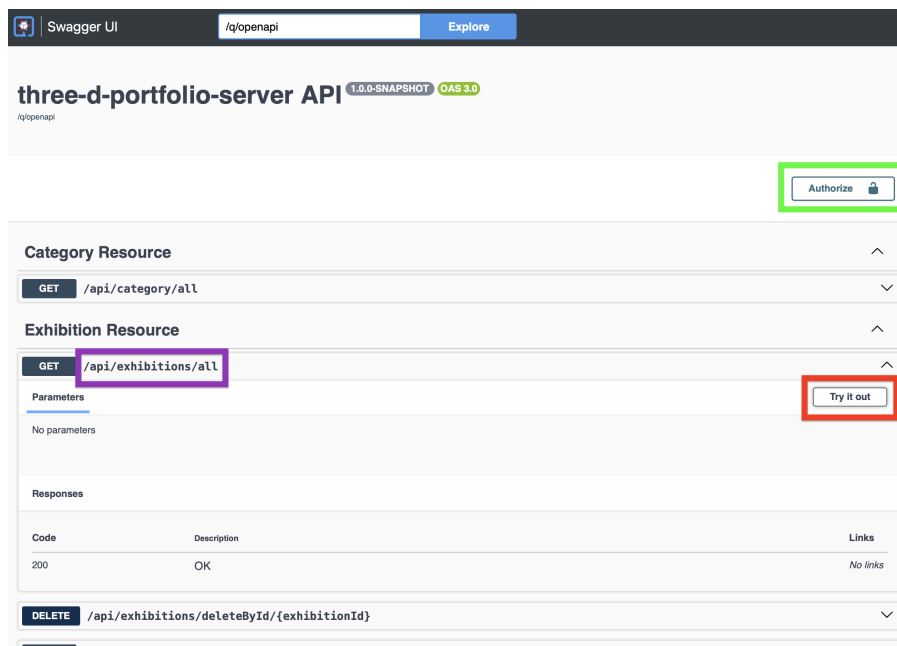 Swagger UI
/q/openapi
Explore
three-d-portfolio-server API 1.0.0-SNAPSHOT OAS 3.0
/q/openapi
Authorize
Category Resource
GET /api/category/all
Exhibition Resource
GET /api/exhibitions/all
Parameters
Try it out
No parameters
Responses
Code Description Links
200 OK No links
DELETE /api/exhibitions/deleteById/{exhibitionId}